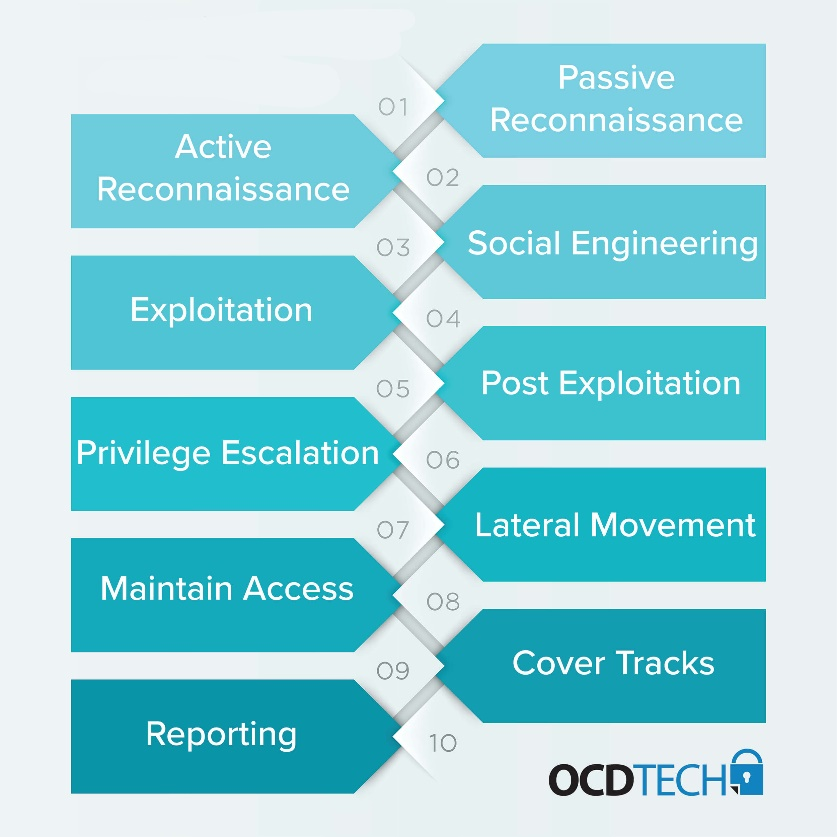 01
Passive
Reconnaissance
Active
Reconnaissance
02
03
Social Engineering
Exploitation
04
05
Post Exploitation
Privilege Escalation
06
07
Lateral Movement
Maintain Access
08
09
Cover Tracks
Reporting
10
OCDTECH